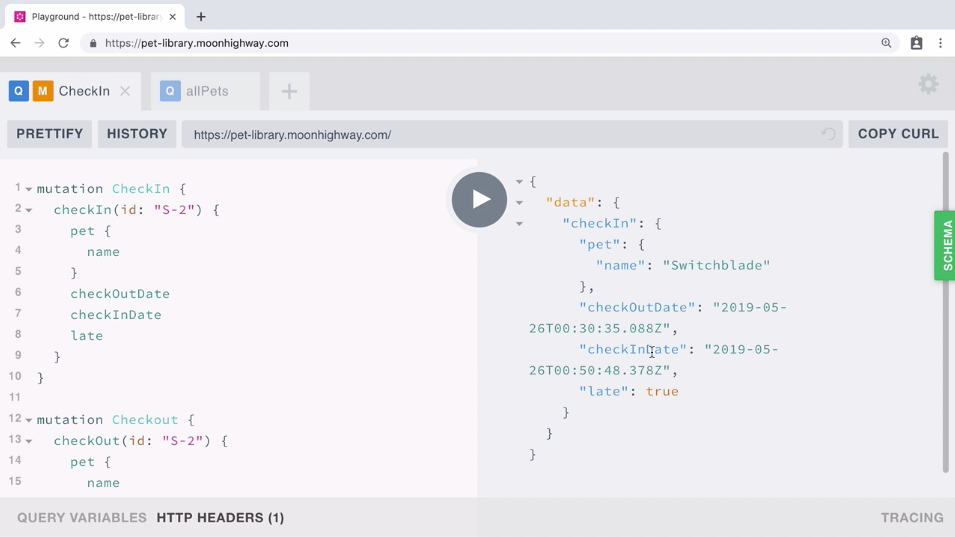 Playground - https://pet-library
https://pet-library.moonhighway.com
Q M CheckIn
Q allPets
PRETTIFY
HISTORY
https://pet-library.moonhighway.com/
COPY CURL
1 mutation CheckIn {
2 checkIn(id: "S-2") {
3 pet {
4 name
5 }
6 checkOutDate
7 checkInDate
8 late
9 }
10 }
11
12 mutation Checkout {
13 checkOut(id: "S-2") {
14 pet {
15 name
{
"data": {
"checkIn": {
"pet": {
"name": "Switchblade"
},
"checkOutDate": "2019-05-
26T00:30:35.088Z",
"checkInDate": "2019-05-
26T00:50:48.378Z",
"late": true
}
}
}
SCHEMA
QUERY VARIABLES
HTTP HEADERS (1)
TRACING